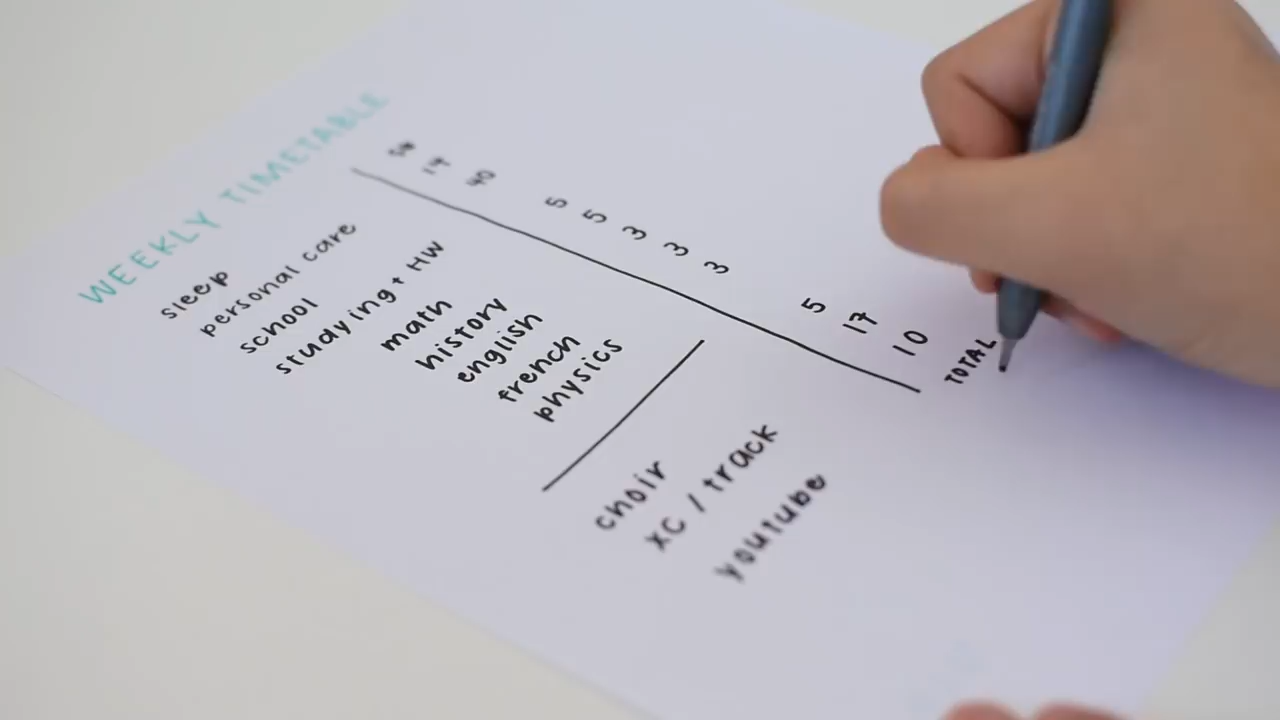 WEEKLY TIMETABLE
sleep
personal care
school 40
studying + HW
math 5
history 5
english 3
french 3
physics 3
choir 5
XC / track 17
youtube 10
TOTAL